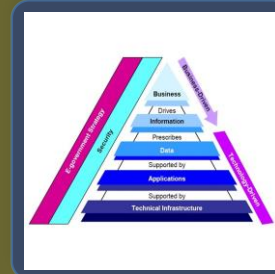 Business
Drives
Information
Prescribes
Data
Supported by
Applications
Supported by
Technical Infrastructure
E-government Strategy
Security
Business-Driven
Technology-Driven